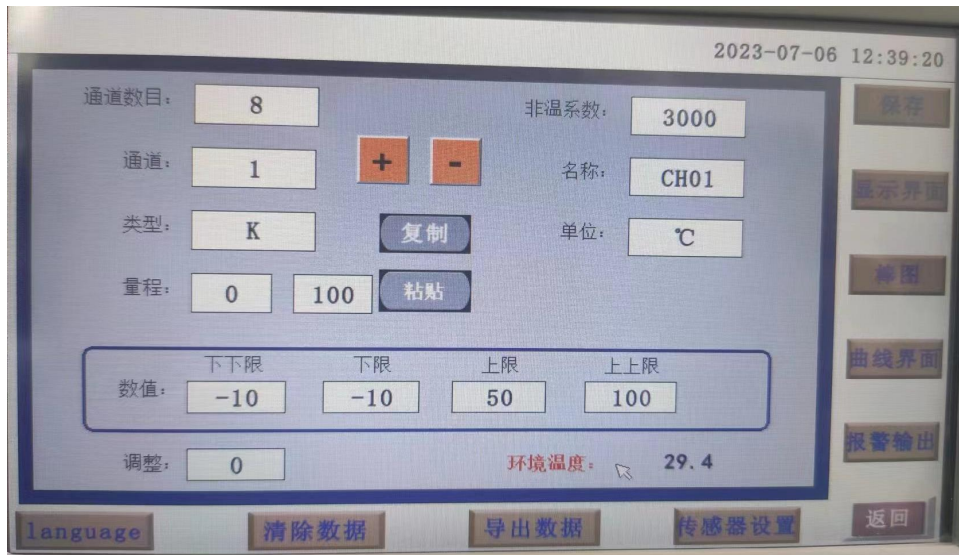 2023-07-06 12:39:20
通道数目: 8 非温系数: 3000 保存
通道: 1 + - 名称: CH01 显示界面
类型: K 复制 单位: ℃
量程: 0 100 粘贴 棒图
下下限 下限 上限 上上限 曲线界面
数值: -10 -10 50 100
调整: 0 环境温度: 29.4 报警输出
language 清除数据 导出数据 传感器设置 返回